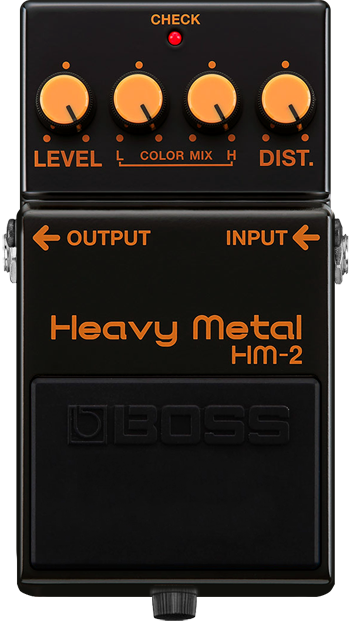 CHECK
LEVEL L COLOR MIX H DIST.
OUTPUT INPUT
Heavy Metal
HM-2
BOSS